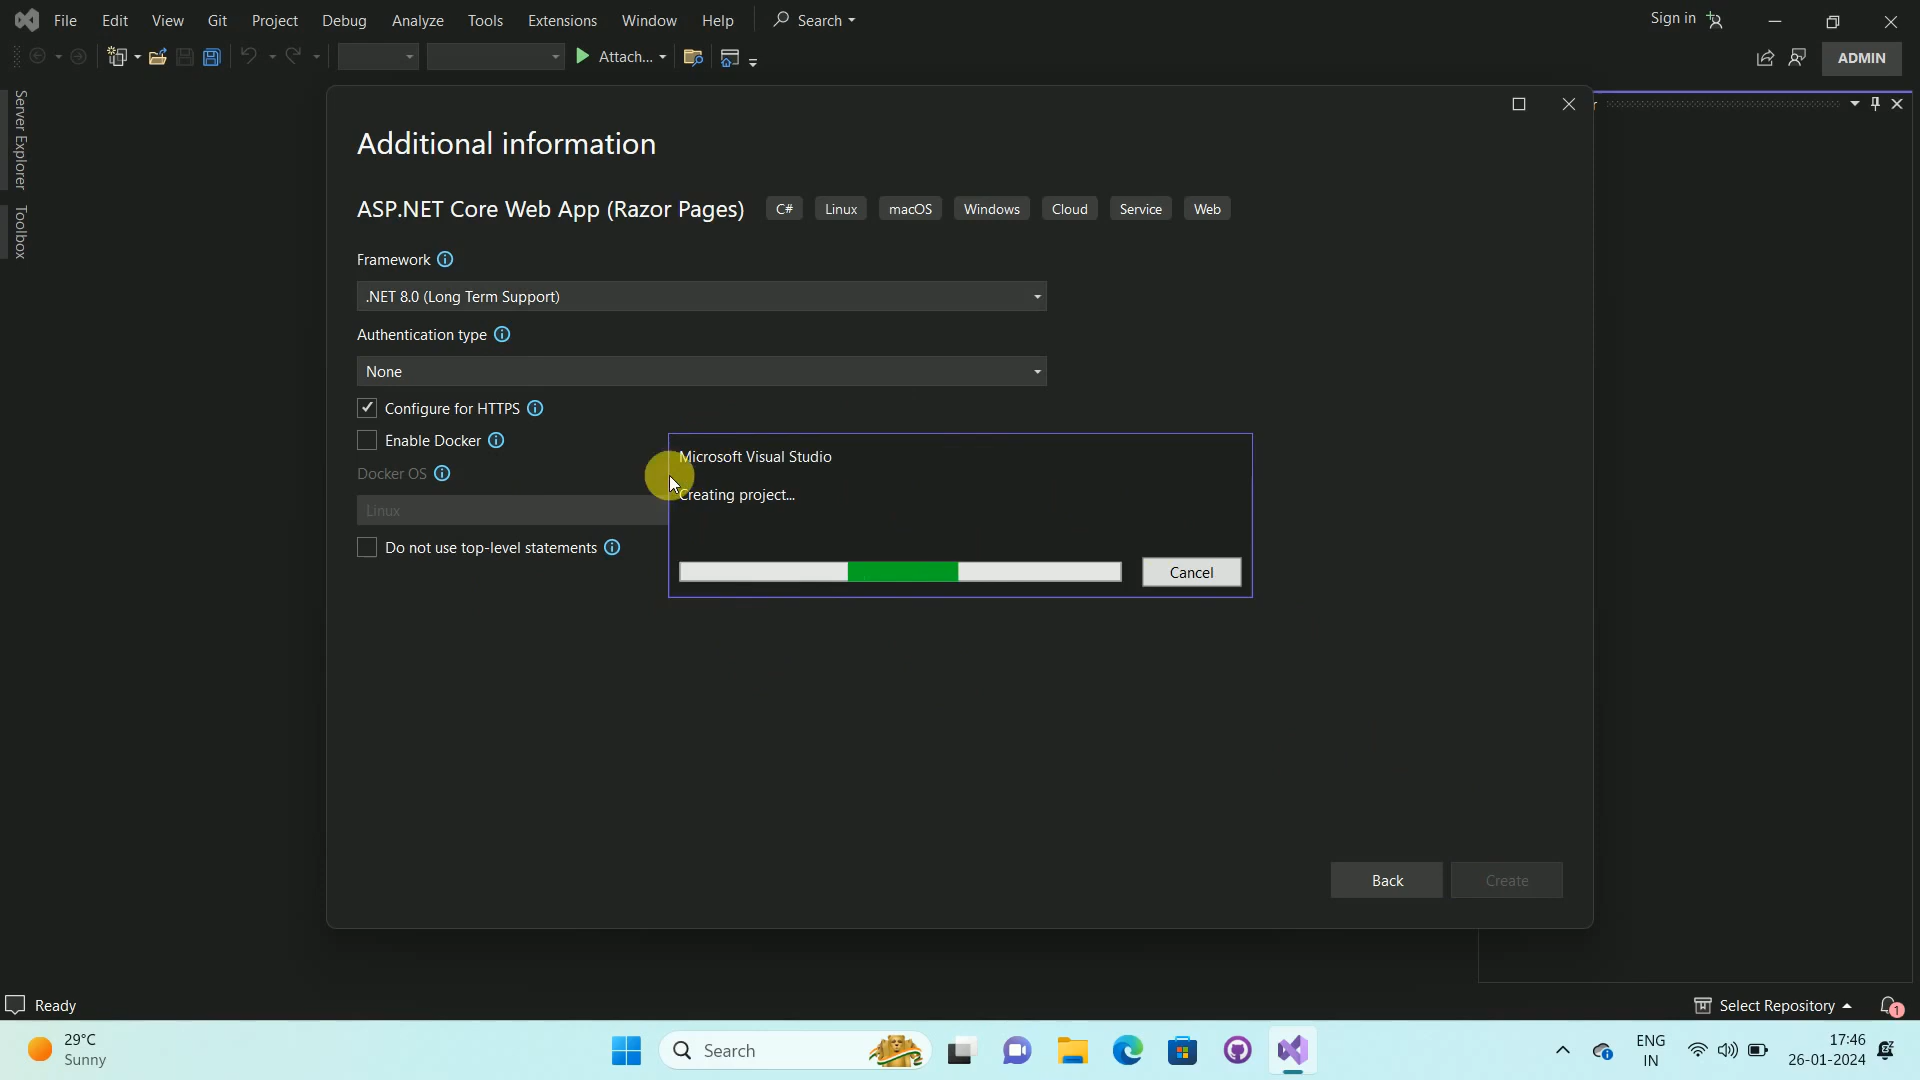 File Edit View Git Project Debug Analyze Tools Extensions Window Help Search Sign in
Attach... ADMIN
Server Explorer
Toolbox
Additional information
ASP.NET Core Web App (Razor Pages) C# Linux macOS Windows Cloud Service Web
Framework
.NET 8.0 (Long Term Support)
Authentication type
None
Configure for HTTPS
Enable Docker
Docker OS
Linux
Do not use top-level statements
Microsoft Visual Studio
Creating project...
Cancel
Back Create
Ready Select Repository 1
29°C
Sunny
Search
ENG
IN
17:46
26-01-2024